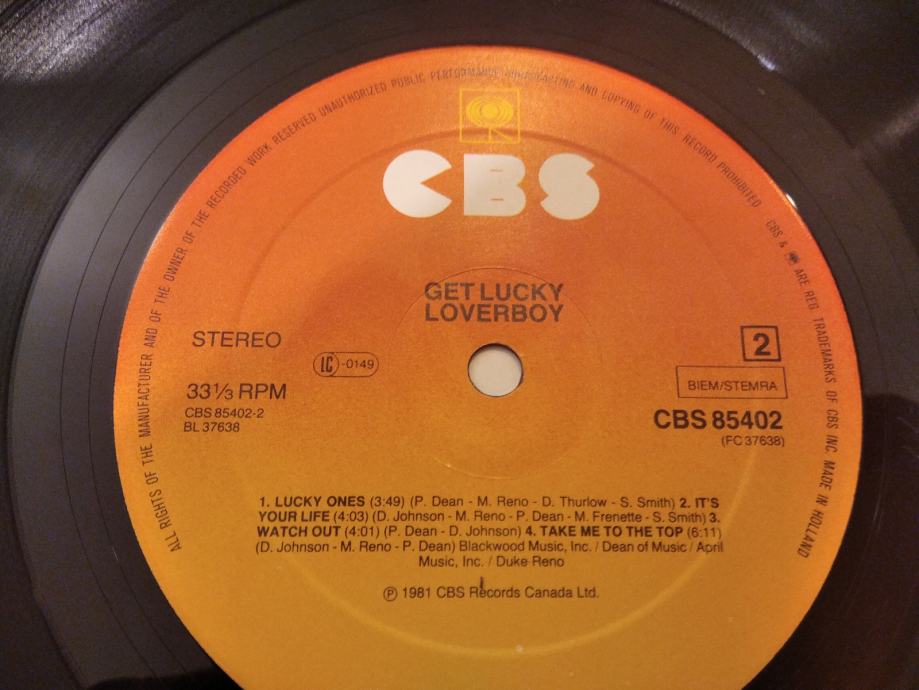 ALL RIGHTS OF THE MANUFACTURER AND OF THE OWNER OF THE RECORDED WORK RESERVED UNAUTHORIZED PUBLIC PERFORMANCE BROADCASTING AND COPYING OF THIS RECORD PROHIBITED CBS & ARE REG TRADEMARKS OF CBS INC. MADE IN HOLLAND
CBS
GET LUCKY
LOVERBOY
STEREO
LC -0149
33⅓ RPM
CBS 85402-2
BL 37638
2
BIEM/STEMRA
CBS 85402
(FC 37638)
1. LUCKY ONES (3:49) (P. Dean - M. Reno - D. Thurlow - S. Smith) 2. IT'S
YOUR LIFE (4:03) (D. Johnson - M. Reno - P. Dean - M. Frenette - S. Smith) 3.
WATCH OUT (4:01) (P. Dean - D. Johnson) 4. TAKE ME TO THE TOP (6:11)
(D. Johnson - M. Reno - P. Dean) Blackwood Music, Inc. / Dean of Music / April
Music, Inc. / Duke Reno
℗ 1981 CBS Records Canada Ltd.